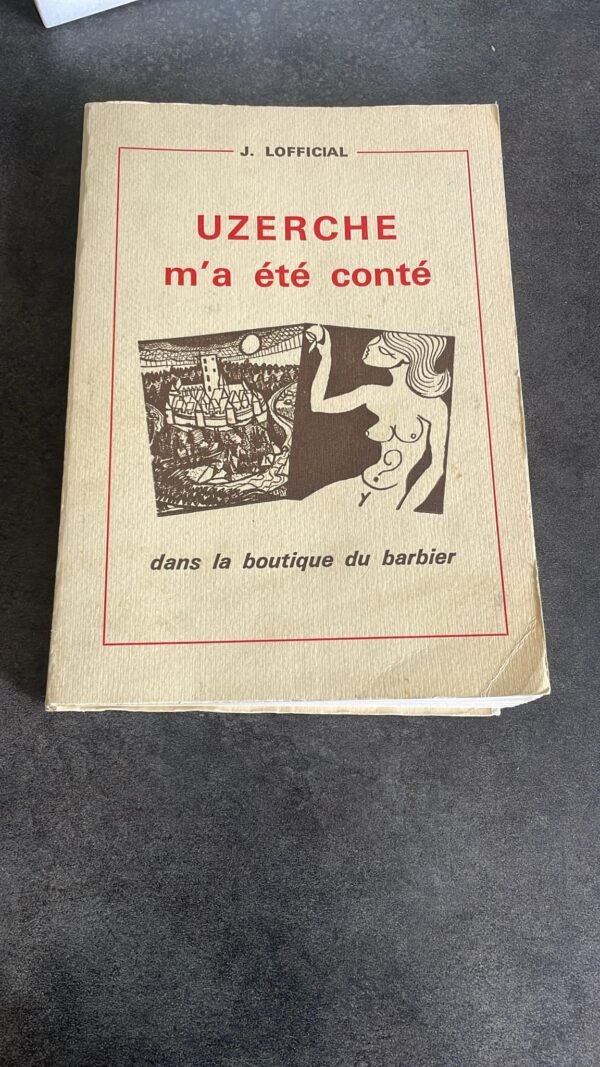 J. LOFFICIAL
UZERCHE
m'a été conté
dans la boutique du barbier